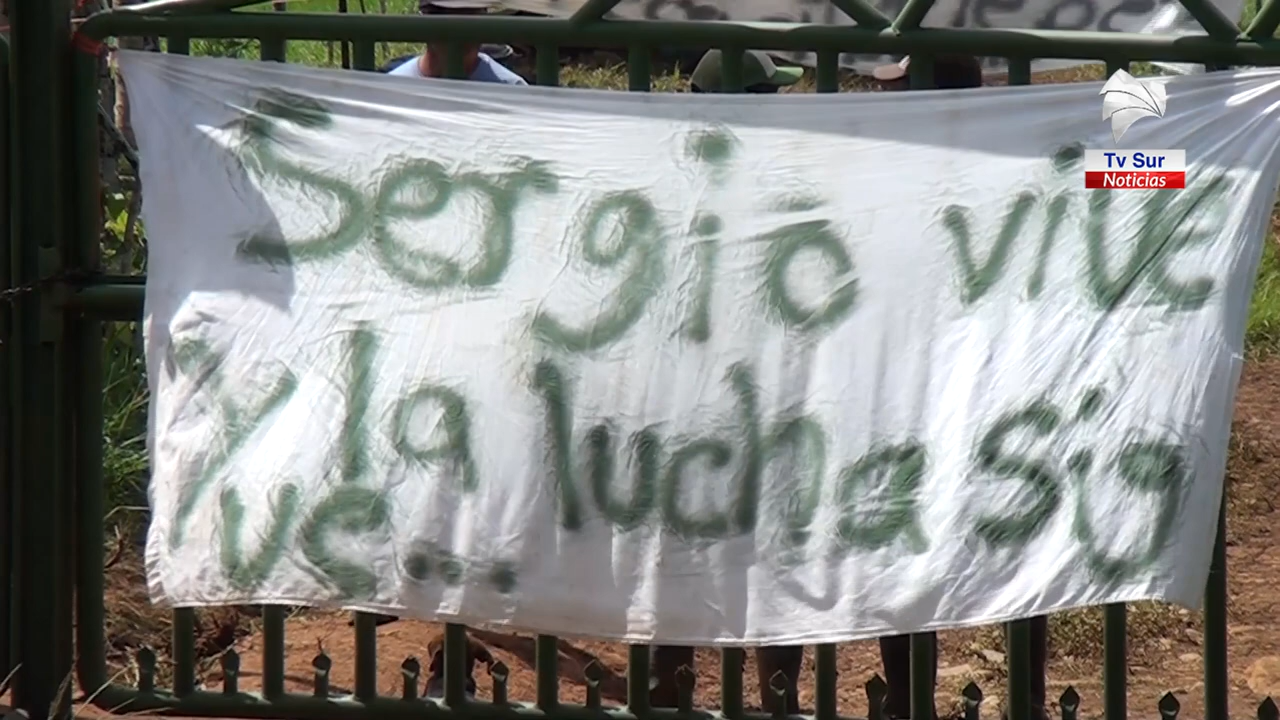 Sergio vive
y la lucha sig
ue...
Tv Sur
Noticias